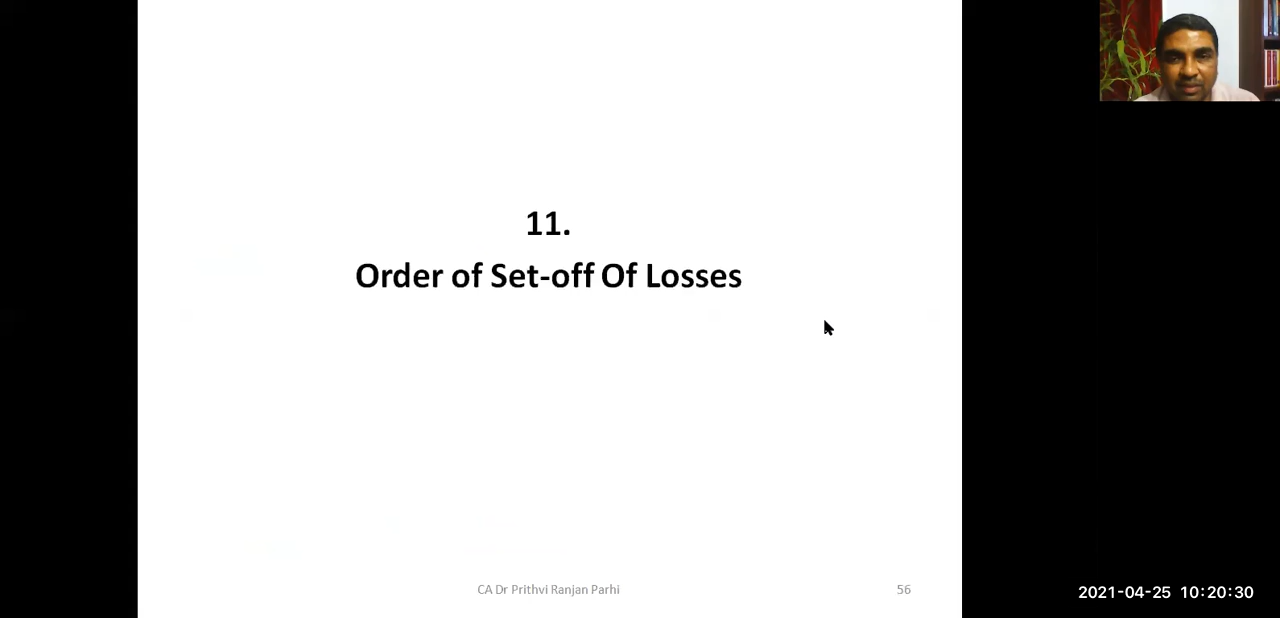 11.
Order of Set-off Of Losses
CA Dr Prithvi Ranjan Parhi
56
2021-04-25 10:20:30